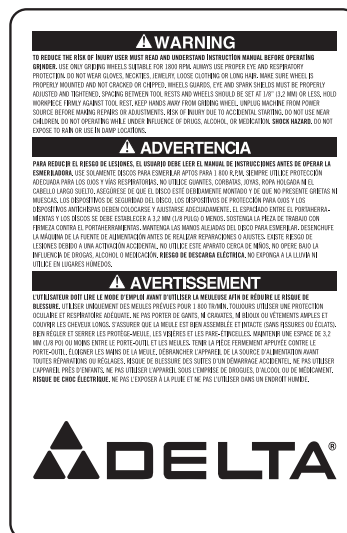 WARNING
TO REDUCE THE RISK OF INJURY USER MUST READ AND UNDERSTAND INSTRUCTION MANUAL BEFORE OPERATING
GRINDER. USE ONLY GRINDING WHEELS SUITABLE FOR 1800 RPM. ALWAYS USE PROPER EYE AND RESPIRATORY
PROTECTION. DO NOT WEAR GLOVES, NECKTIES, JEWELRY, LOOSE CLOTHING OR LONG HAIR. MAKE SURE WHEEL IS
PROPERLY MOUNTED AND NOT CRACKED OR CHIPPED, WHEELS GUARDS, EYE AND SPARK SHIELDS MUST BE PROPERLY
ADJUSTED AND TIGHTENED, SPACING BETWEEN TOOL RESTS AND WHEELS SHOULD BE SET AT 1/8" (3,2 MM) OR LESS, HOLD
WORKPIECE FIRMLY AGAINST TOOL REST, KEEP HANDS AWAY FROM GRIDING WHEEL, UNPLUG MACHINE FROM POWER
SOURCE BEFORE MAKING REPAIRS OR ADJUSTMENTS. RISK OF INJURY DUE TO ACCIDENTAL STARTING. DO NOT USE NEAR
CHILDREN, DO NOT OPERATE WHILE UNDER INFLUENCE OF DRUGS, ALCOHOL, OR MEDICATION. SHOCK HAZARD. DO NOT
EXPOSE TO RAIN OR USE IN DAMP LOCATIONS.
ADVERTENCIA
PARA REDUCIR EL RIESGO DE LESIONES, EL USUARIO DEBE LEER EL MANUAL DE INSTRUCCIONES ANTES DE OPERAR LA
ESMERILADORA, USE SOLAMENTE DISCOS PARA ESMERILAR APTOS PARA 1 800 R.P.M, SIEMPRE UTILICE PROTECCIÓN
ADECUADA PARA LOS OJOS Y VÍAS RESPIRATORIAS, NO UTILICE GUANTES, CORBATAS, JOYAS, ROPA HOLGADA NI EL
CABELLO LARGO SUELTO, ASEGÚRESE DE QUE EL DISCO ESTÉ DEBIDAMENTE MONTADO Y DE QUE NO PRESENTE GRIETAS NI
MUESCAS, LOS DISPOSITIVOS DE SEGURIDAD DEL DISCO, LOS DISPOSITIVOS DE PROTECCIÓN PARA OJOS Y LOS
DISPOSITIVOS ANTICHISPAS DEBEN COLOCARSE Y AJUSTARSE ADECUADAMENTE, EL ESPACIADO ENTRE EL PORTAHERRA-
MIENTAS Y LOS DISCOS SE DEBE ESTABLECER A 3,2 MM (1/8 PULG) O MENOS, SOSTENGA LA PIEZA DE TRABAJO CON
FIRMEZA CONTRA EL PORTAHERRAMIENTAS. MANTENGA LAS MANOS ALEJADAS DEL DISCO PARA ESMERILAR. DESENCHUFE
LA MÁQUINA DE LA FUENTE DE ALIMENTACIÓN ANTES DE REALIZAR REPARACIONES O AJUSTES. EXISTE RIESGO DE
LESIONES DEBIDO A UNA ACTIVACIÓN ACCIDENTAL, NO UTILICE ESTE APARATO CERCA DE NIÑOS, NO OPERE BAJO LA
INFLUENCIA DE DROGAS, ALCOHOL O MEDICACIÓN, RIESGO DE DESCARGA ELÉCTRICA, NO EXPONGA A LA LLUVIA NI
UTILICE EN LUGARES HÚMEDOS.
AVERTISSEMENT
L'UTILISATEUR DOIT LIRE LE MODE D'EMPLOI AVANT D'UTILISER LA MEULEUSE AFIN DE RÉDUIRE LE RISQUE DE
BLESSURE. UTILISER UNIQUEMENT DES MEULES PRÉVUES POUR 1 800 TR/MIN, TOUJOURS UTILISER UNE PROTECTION
OCULAIRE ET RESPIRATOIRE ADÉQUATE. NE PAS PORTER DE GANTS, NI CRAVATES, NI BIJOUX OU VÊTEMENTS AMPLES ET
COUVRIR LES CHEVEUX LONGS. S'ASSURER QUE LA MEULE EST BIEN ASSEMBLÉE ET INTACTE (SANS FISSURES OU ÉCLATS).
BIEN RÉGLER ET SERRER LES PROTÈGE-MEULE, LES VISIÈRES ET LES PARE-ÉTINCELLES. MAINTENIR UNE ESPACE DE 3,2
MM (1/8 PO) OU MOINS ENTRE LE PORTE-OUTIL ET LES MEULES. TENIR LA PIÈCE FERMEMENT APPUYÉE CONTRE LE
PORTE-OUTIL, ÉLOIGNER LES MAINS DE LA MEULE, DÉBRANCHER L'APPAREIL DE LA SOURCE D'ALIMENTATION AVANT
TOUTES RÉPARATIONS OU RÉGLAGES, RISQUE DE BLESSURE DES SUITES D'UN DÉMARRAGE ACCIDENTEL, NE PAS UTILISER
L'APPAREIL PRÈS D'ENFANTS, NE PAS UTILISER L'APPAREIL SOUS L'EMPRISE DE DROGUES, D'ALCOOL OU DE MÉDICAMENT.
RISQUE DE CHOC ÉLECTRIQUE. NE PAS L'EXPOSER À LA PLUIE ET NE PAS L'UTILISER DANS UN ENDROIT HUMIDE.
DELTA®